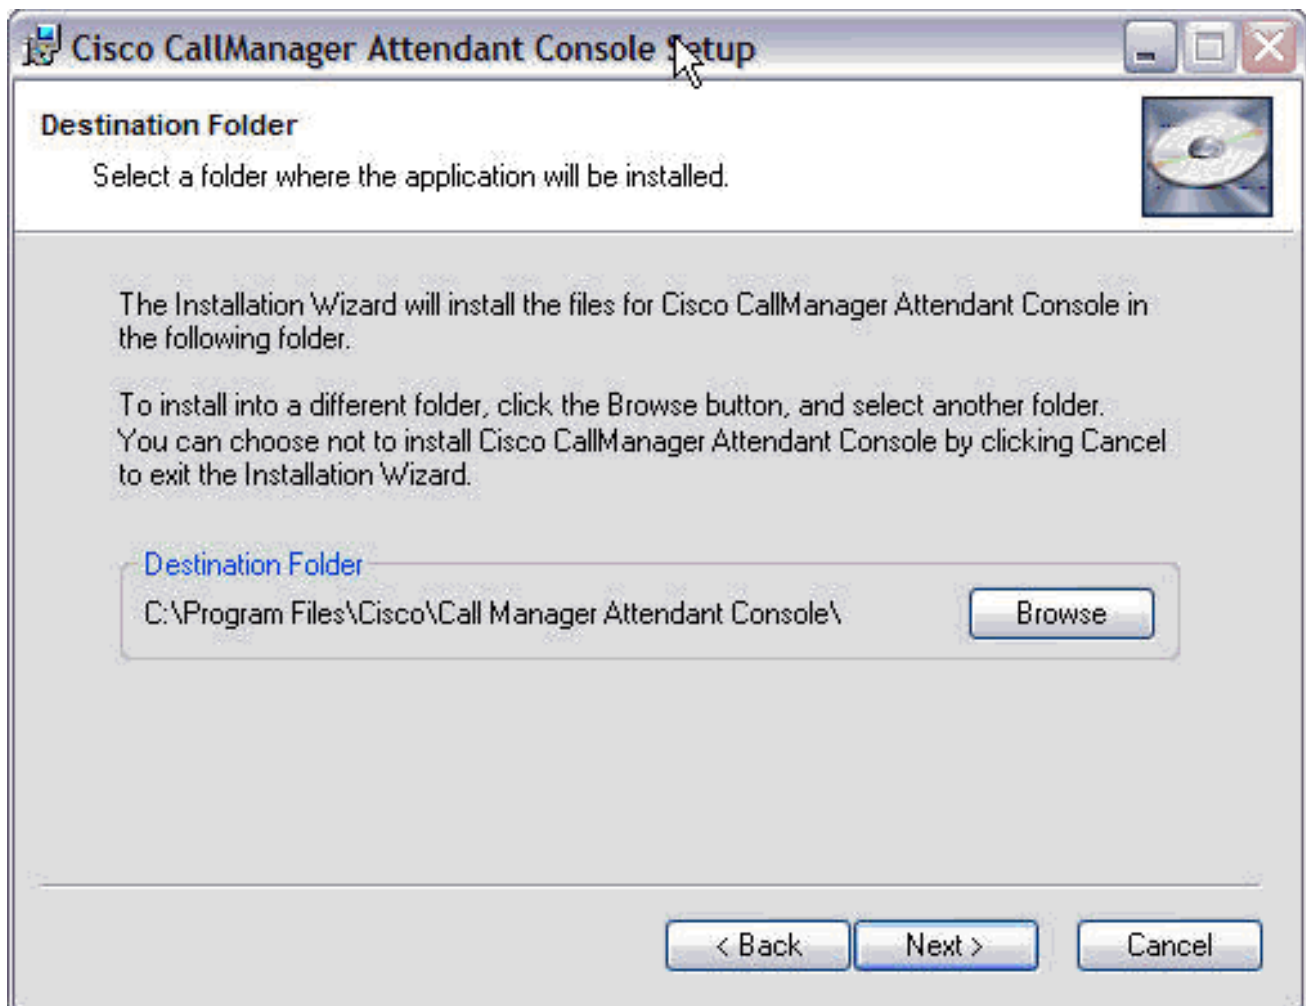 Cisco CallManager Attendant Console Setup
Destination Folder
Select a folder where the application will be installed.
The Installation Wizard will install the files for Cisco CallManager Attendant Console in
the following folder.
To install into a different folder, click the Browse button, and select another folder.
You can choose not to install Cisco CallManager Attendant Console by clicking Cancel
to exit the Installation Wizard.
Destination Folder
C:\Program Files\Cisco\Call Manager Attendant Console\
Browse
< Back
Next >
Cancel